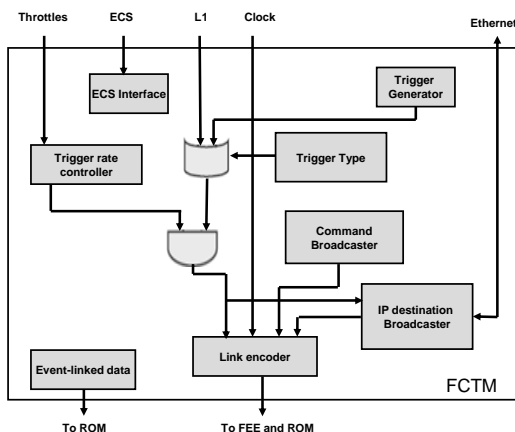 Throttles ECS L1 Clock Ethernet
ECS Interface
Trigger
Generator
Trigger rate
controller
Trigger Type
Command
Broadcaster
IP destination
Broadcaster
Link encoder
Event-linked data
FCTM
To ROM To FEE and ROM